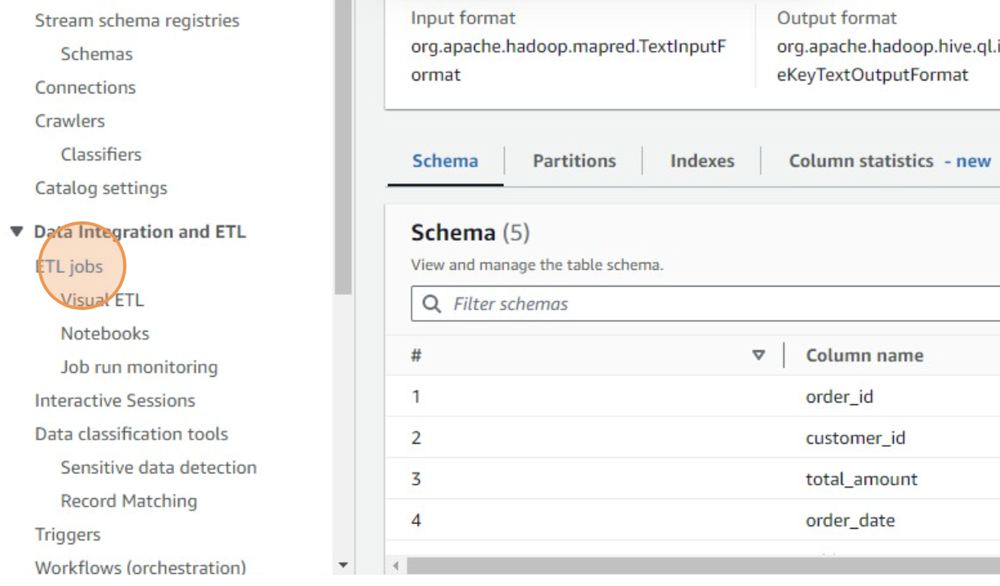 Stream schema registries
Schemas
Connections
Crawlers
Classifiers
Catalog settings
Data Integration and ETL
ETL jobs
Visual ETL
Notebooks
Job run monitoring
Interactive Sessions
Data classification tools
Sensitive data detection
Record Matching
Triggers
Workflows (orchestration)
Input format
org.apache.hadoop.mapred.TextInputF
ormat
Output format
org.apache.hadoop.hive.ql.i
eKeyTextOutputFormat
Schema Partitions Indexes Column statistics - new
Schema (5)
View and manage the table schema.
Filter schemas
# Column name
1 order_id
2 customer_id
3 total_amount
4 order_date